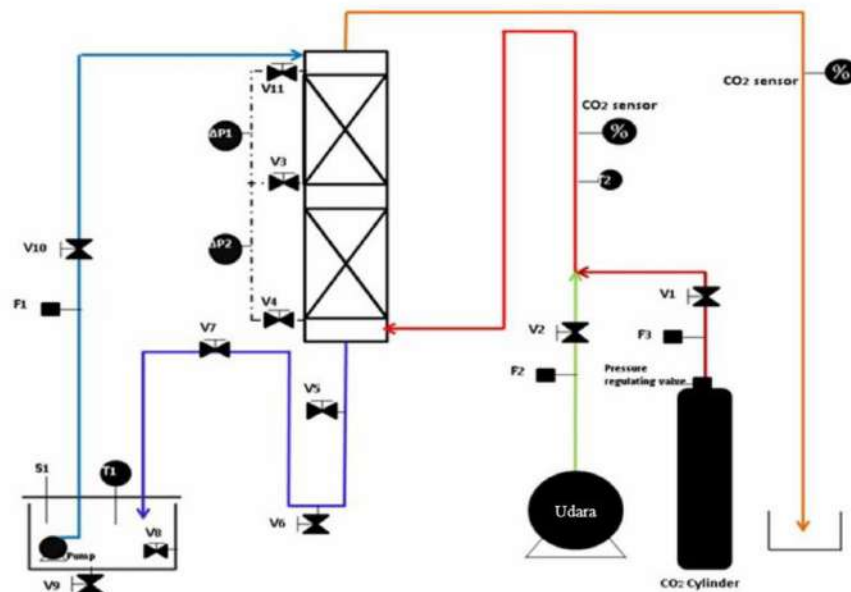 %
CO2 sensor
V11
CO2 sensor
%
ΔP1
V3
V10
ΔP2
F1
V4
V1
V7
V2
F3
F2
Pressure
regulating valve
V5
S1
T1
Udara
V6
V8
Pump
V9
CO2 Cylinder